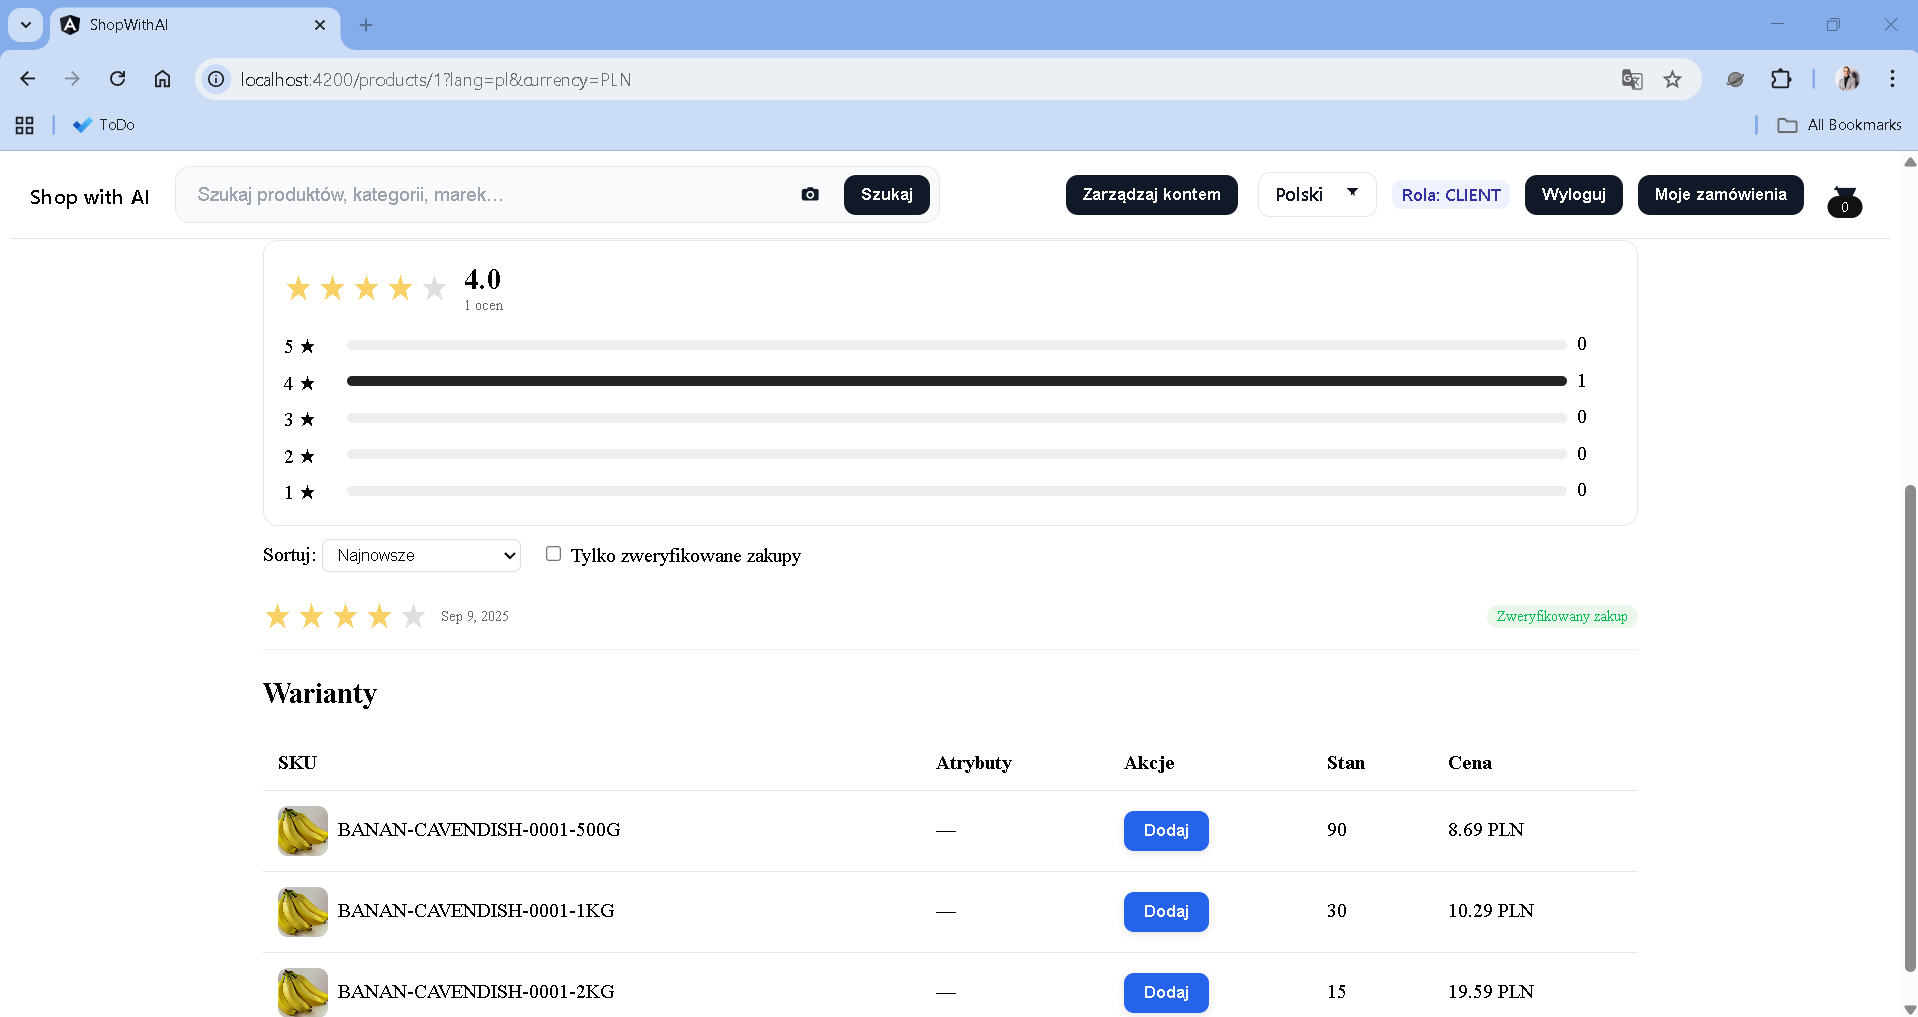 ShopWithAI
localhost:4200/products/1?lang=pl&currency=PLN
ToDo
All Bookmarks
Shop with AI
Szukaj produktów, kategorii, marek...
Szukaj
Zarządzaj kontem
Polski
Rola: CLIENT
Wyloguj
Moje zamówienia
0
4.0
1 ocen
5 ★ 0
4 ★ 1
3 ★ 0
2 ★ 0
1 ★ 0
Sortuj: Najnowsze Tylko zweryfikowane zakupy
Sep 9, 2025 Zweryfikowany zakup
Warianty
SKU Atrybuty Akcje Stan Cena
BANAN-CAVENDISH-0001-500G — Dodaj 90 8.69 PLN
BANAN-CAVENDISH-0001-1KG — Dodaj 30 10.29 PLN
BANAN-CAVENDISH-0001-2KG — Dodaj 15 19.59 PLN